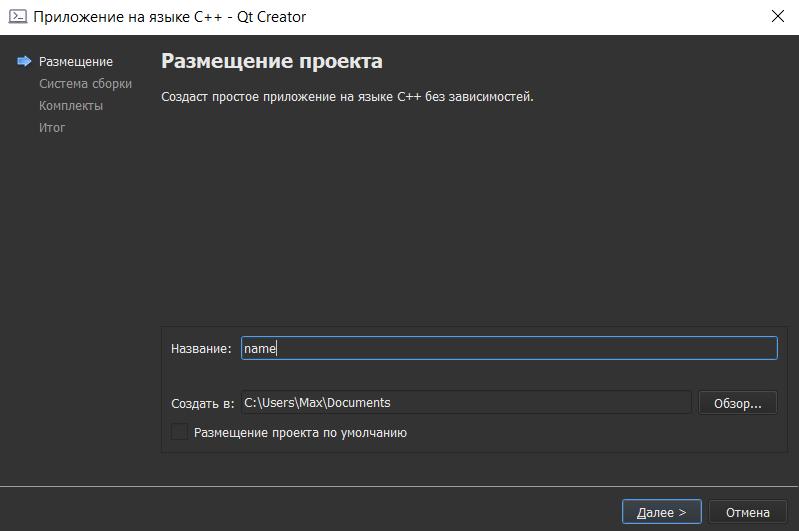 Приложение на языке C++ - Qt Creator
Размещение
Система сборки
Комплекты
Итог
Размещение проекта
Создаст простое приложение на языке C++ без зависимостей.
Название: name
Создать в: C:\Users\Max\Documents Обзор...
Размещение проекта по умолчанию
Далее > Отмена